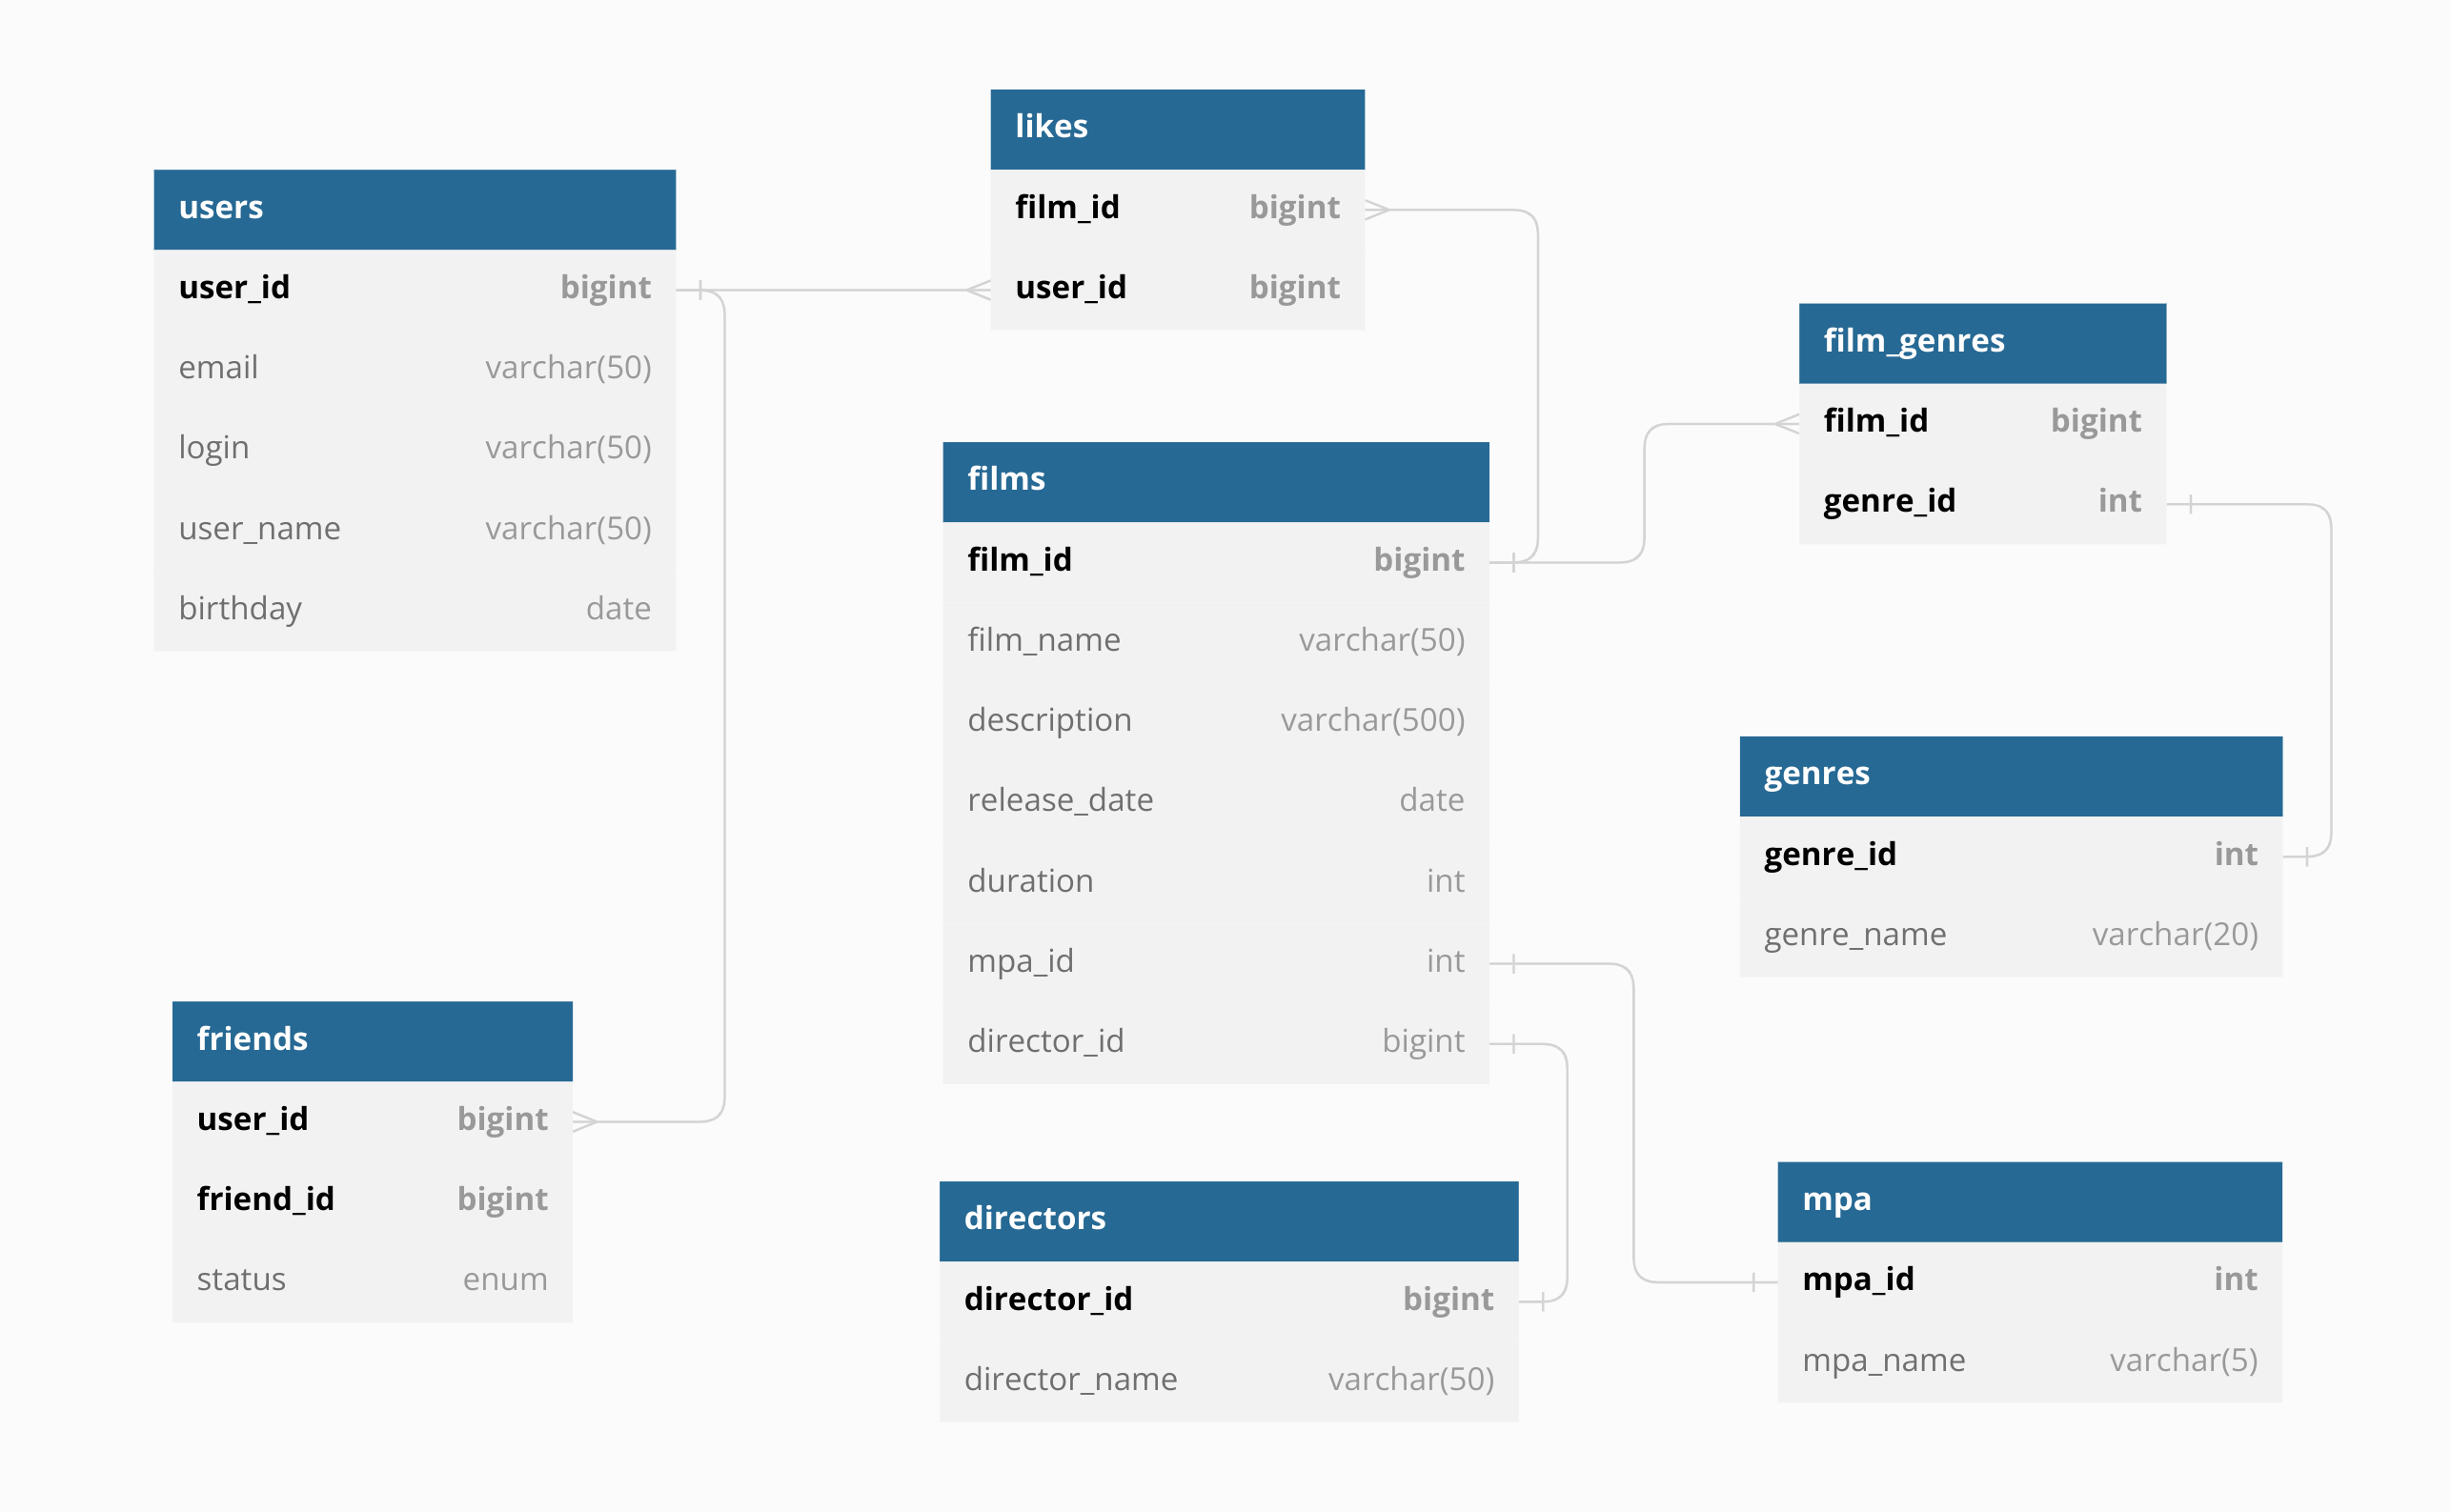 users
user_id bigint
email varchar(50)
login varchar(50)
user_name varchar(50)
birthday date
likes
film_id bigint
user_id bigint
film_genres
film_id bigint
genre_id int
films
film_id bigint
film_name varchar(50)
description varchar(500)
release_date date
duration int
mpa_id int
director_id bigint
genres
genre_id int
genre_name varchar(20)
friends
user_id bigint
friend_id bigint
status enum
directors
director_id bigint
director_name varchar(50)
mpa
mpa_id int
mpa_name varchar(5)